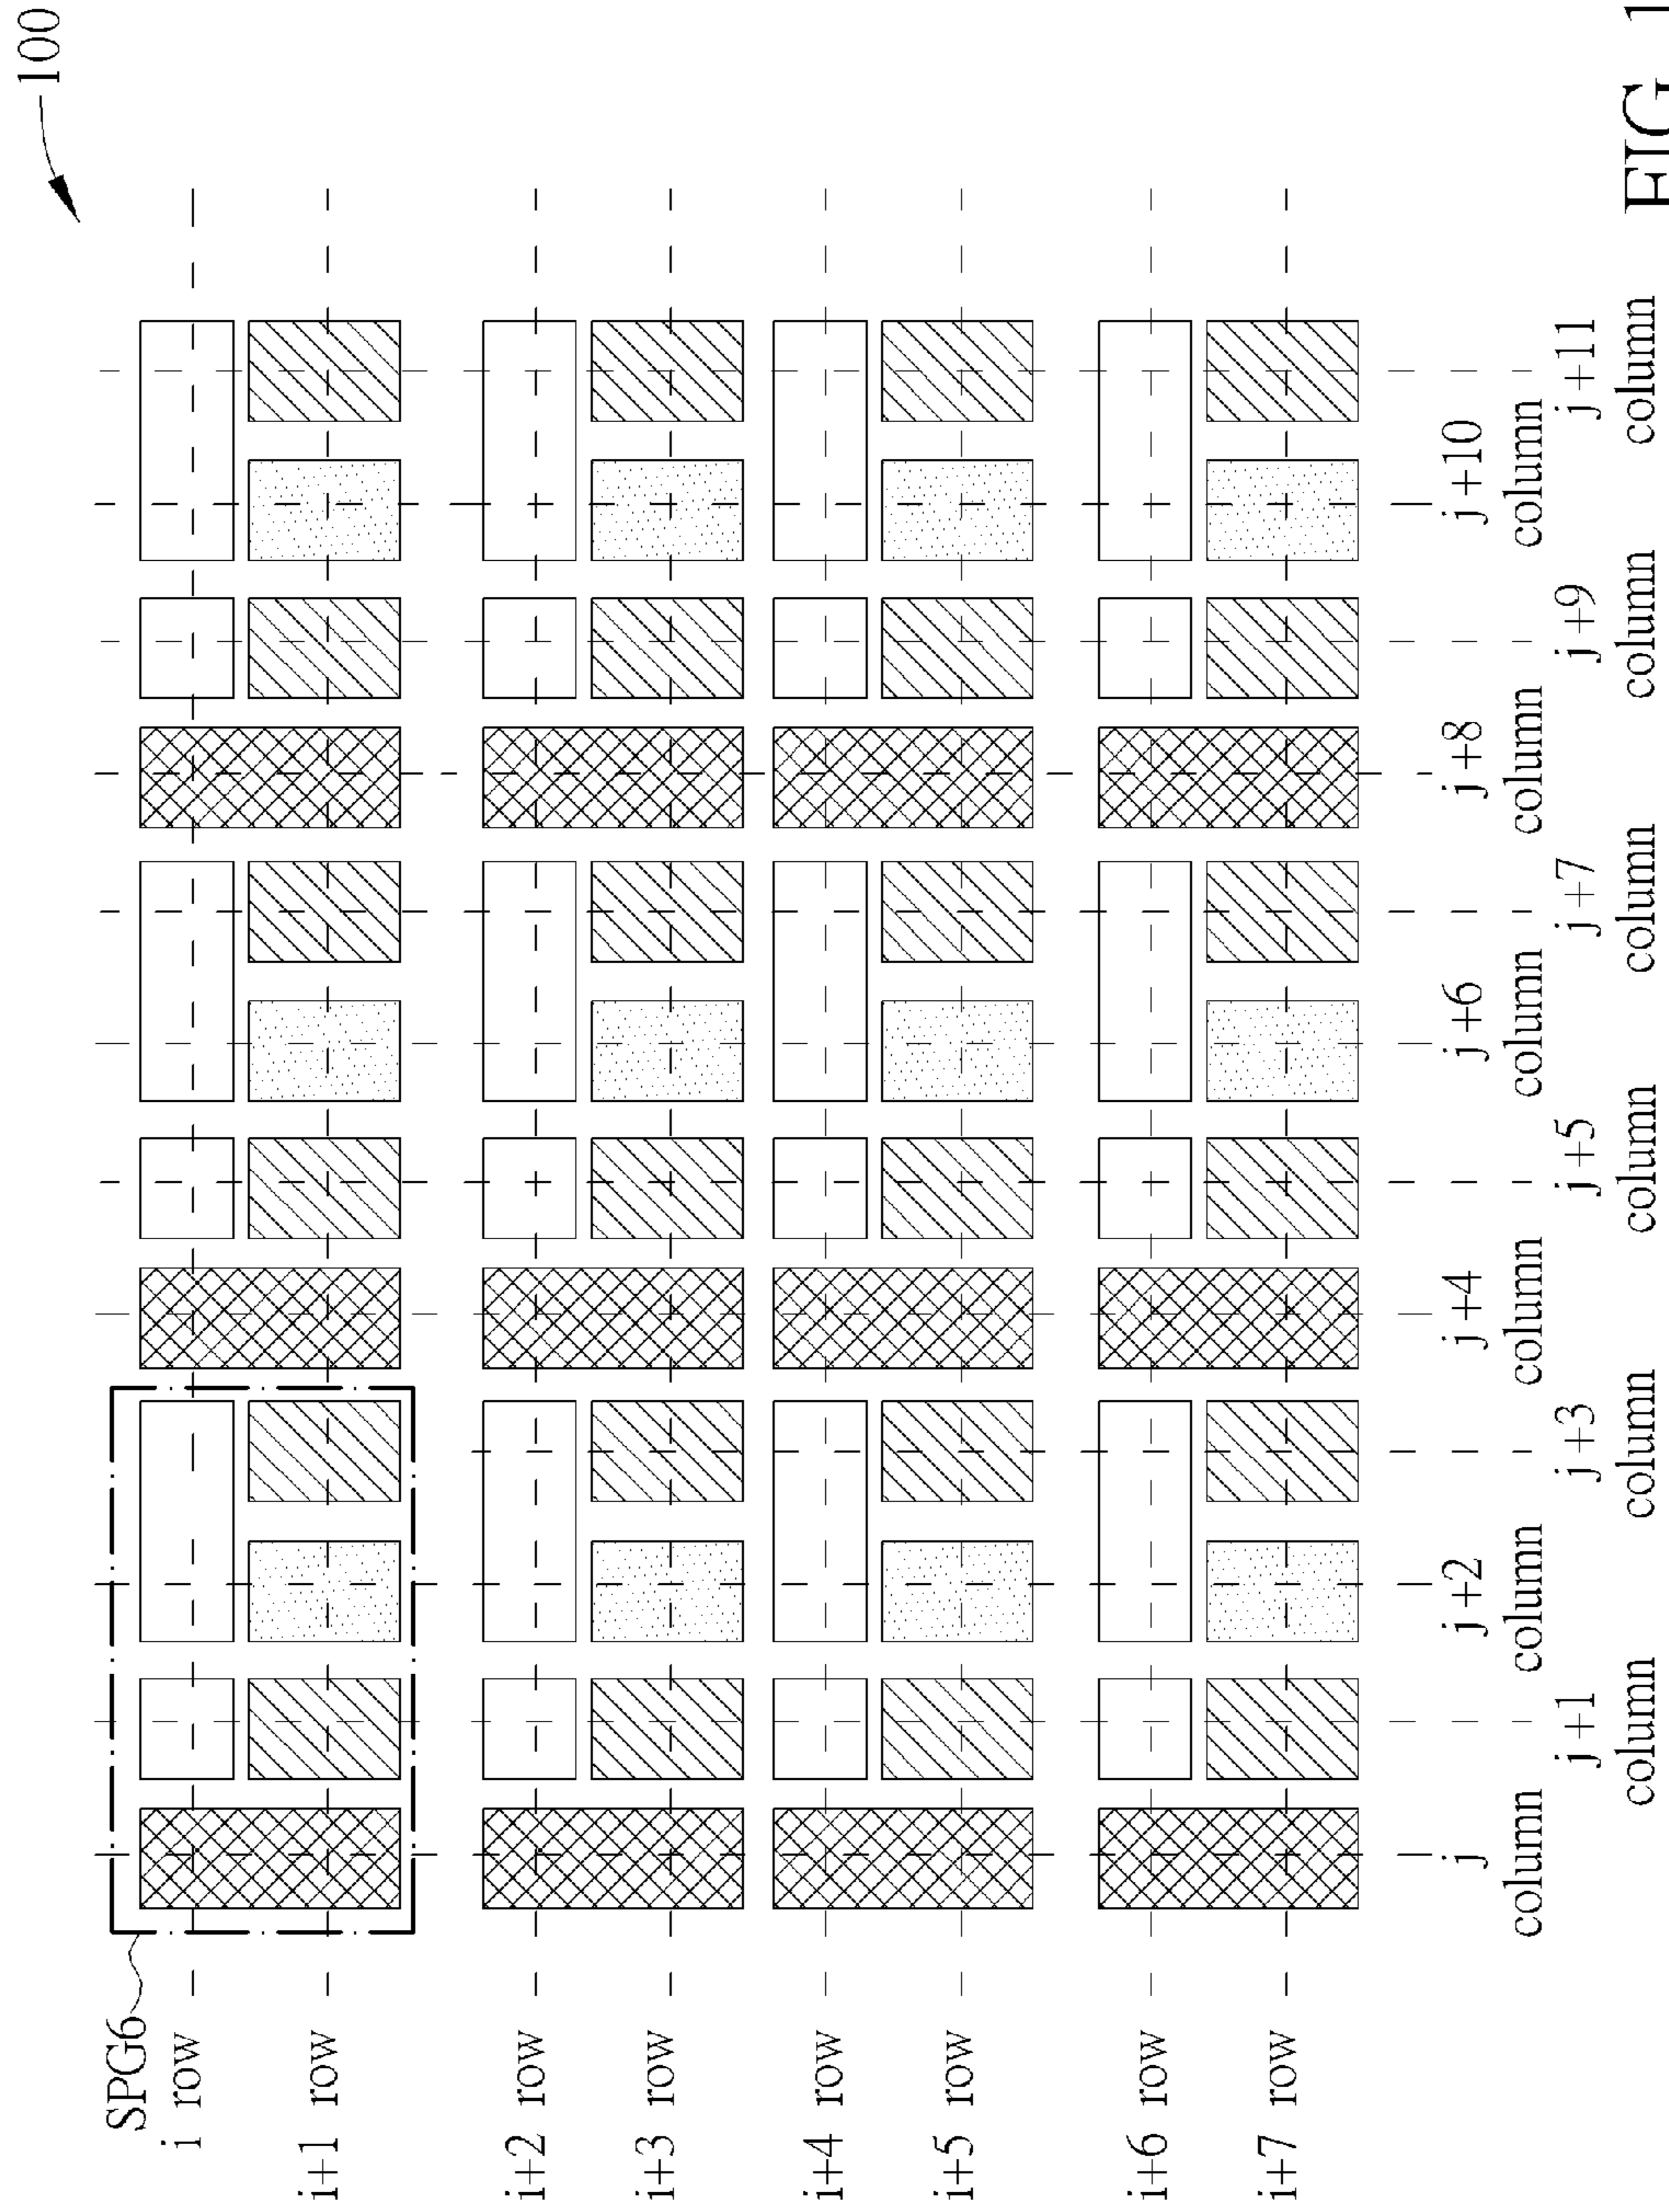 100
SPG6
i row
i+1 row
i+2 row
i+3 row
i+4 row
i+5 row
i+6 row
i+7 row
j
column
j+1
column
j+2
column
j+3
column
j+4
column
j+5
column
j+6
column
j+7
column
j+8
column
j+9
column
j+10
column
j+11
column
FIG. 1